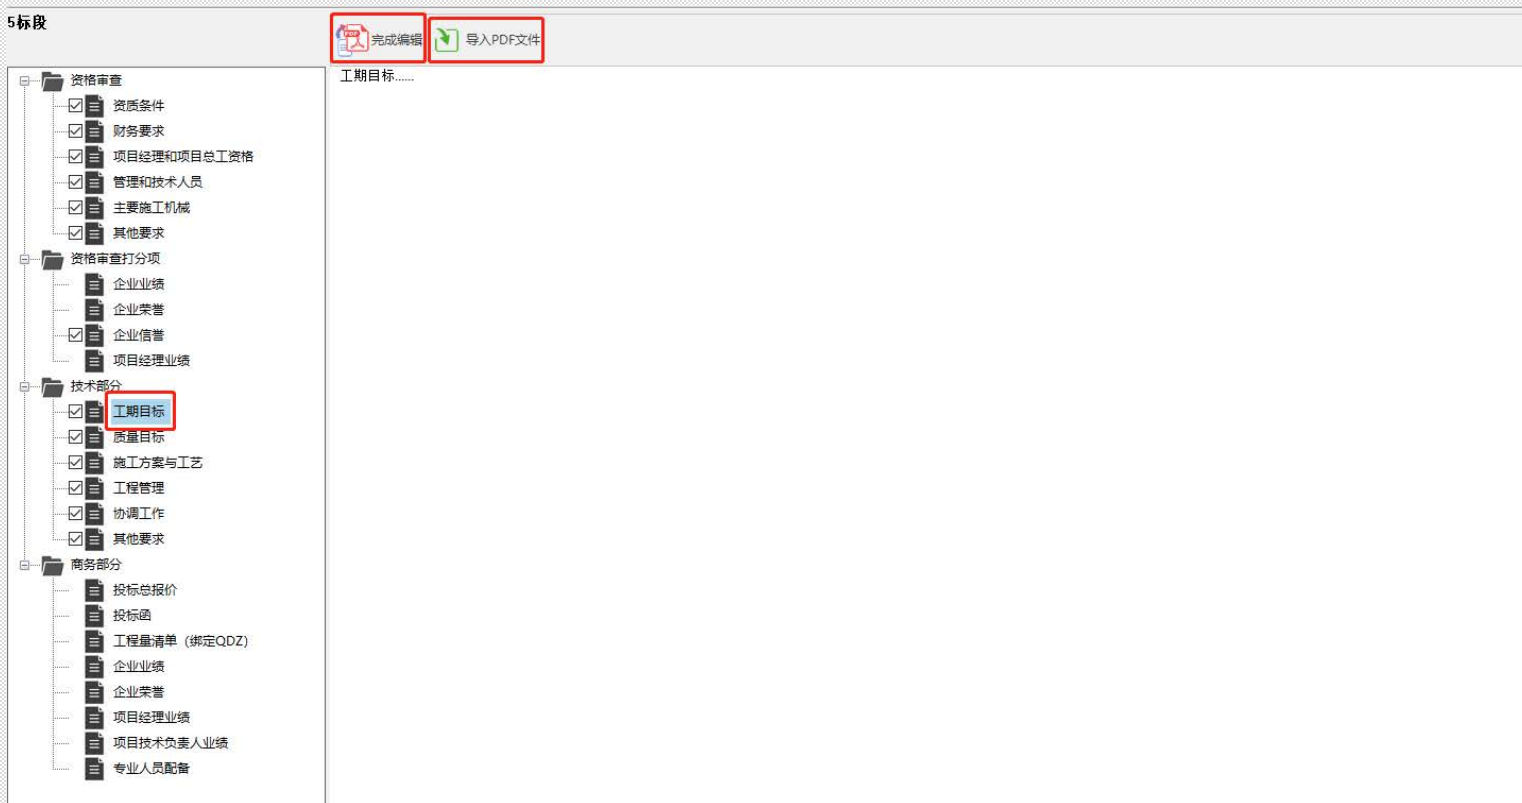 5标段
完成编辑
导入PDF文件
工期目标......
资格审查
资质条件
财务要求
项目经理和项目总工资格
管理和技术人员
主要施工机械
其他要求
资格审查打分项
企业业绩
企业荣誉
企业信誉
项目经理业绩
技术部分
工期目标
质量目标
施工方案与工艺
工程管理
协调工作
其他要求
商务部分
投标总报价
投标函
工程量清单（绑定QDZ）
企业业绩
企业荣誉
项目经理业绩
项目技术负责人业绩
专业人员配备